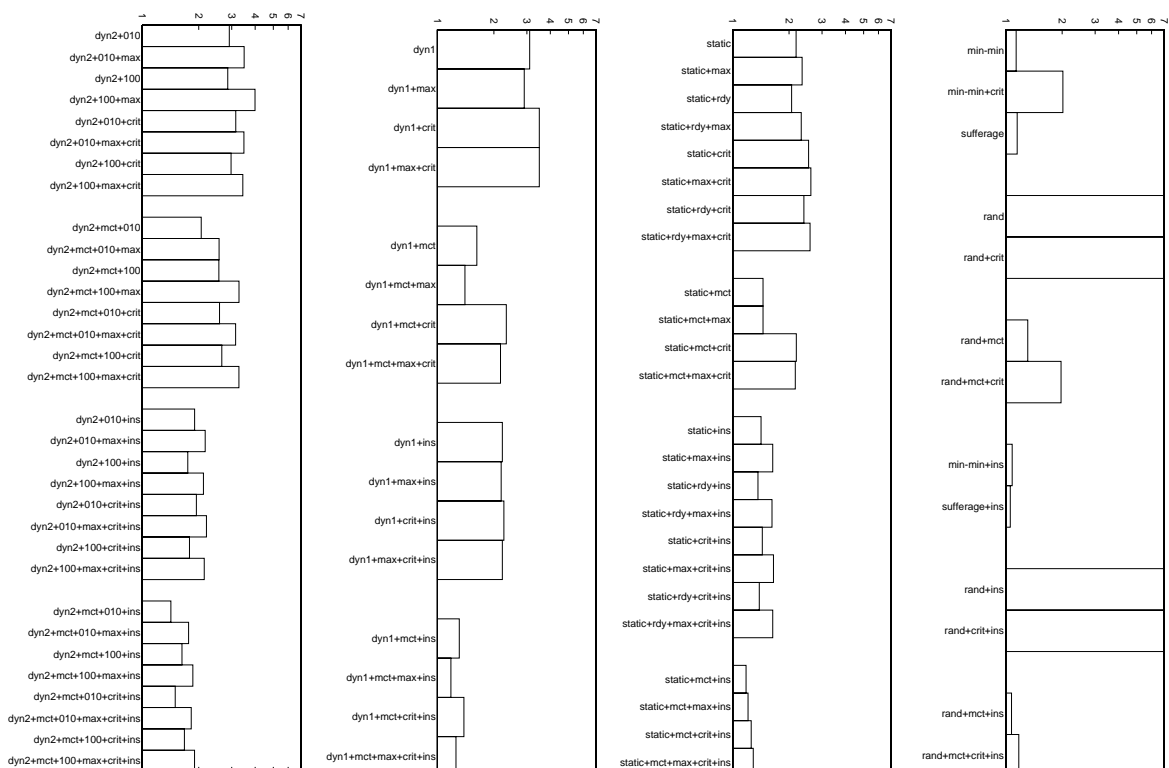 1 2 3 4 5 6 7
dyn2+010
dyn2+010+max
dyn2+100
dyn2+100+max
dyn2+010+crit
dyn2+010+max+crit
dyn2+100+crit
dyn2+100+max+crit
dyn2+mct+010
dyn2+mct+010+max
dyn2+mct+100
dyn2+mct+100+max
dyn2+mct+010+crit
dyn2+mct+010+max+crit
dyn2+mct+100+crit
dyn2+mct+100+max+crit
dyn2+010+ins
dyn2+010+max+ins
dyn2+100+ins
dyn2+100+max+ins
dyn2+010+crit+ins
dyn2+010+max+crit+ins
dyn2+100+crit+ins
dyn2+100+max+crit+ins
dyn2+mct+010+ins
dyn2+mct+010+max+ins
dyn2+mct+100+ins
dyn2+mct+100+max+ins
dyn2+mct+010+crit+ins
dyn2+mct+010+max+crit+ins
dyn2+mct+100+crit+ins
dyn2+mct+100+max+crit+ins
1 2 3 4 5 6 7
dyn1
dyn1+max
dyn1+crit
dyn1+max+crit
dyn1+mct
dyn1+mct+max
dyn1+mct+crit
dyn1+mct+max+crit
dyn1+ins
dyn1+max+ins
dyn1+crit+ins
dyn1+max+crit+ins
dyn1+mct+ins
dyn1+mct+max+ins
dyn1+mct+crit+ins
dyn1+mct+max+crit+ins
1 2 3 4 5 6 7
static
static+max
static+rdy
static+rdy+max
static+crit
static+max+crit
static+rdy+crit
static+rdy+max+crit
static+mct
static+mct+max
static+mct+crit
static+mct+max+crit
static+ins
static+max+ins
static+rdy+ins
static+rdy+max+ins
static+crit+ins
static+max+crit+ins
static+rdy+crit+ins
static+rdy+max+crit+ins
static+mct+ins
static+mct+max+ins
static+mct+crit+ins
static+mct+max+crit+ins
1 2 3 4 5 6 7
min-min
min-min+crit
sufferage
rand
rand+crit
rand+mct
rand+mct+crit
min-min+ins
sufferage+ins
rand+ins
rand+crit+ins
rand+mct+ins
rand+mct+crit+ins